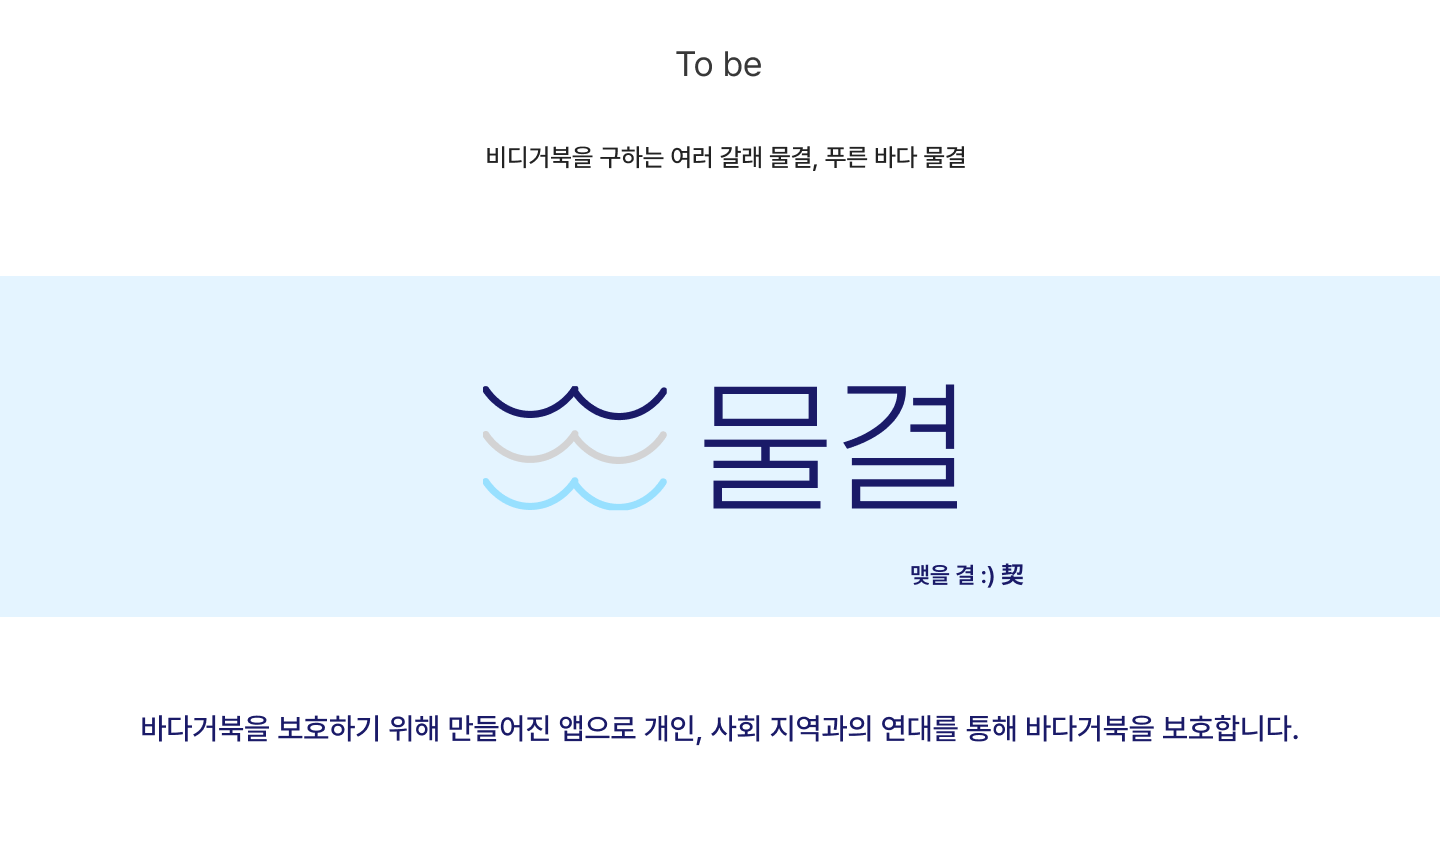 To be
비디거북을 구하는 여러 갈래 물결, 푸른 바다 물결
물결
맺을 결 :) 契
바다거북을 보호하기 위해 만들어진 앱으로 개인, 사회 지역과의 연대를 통해 바다거북을 보호합니다.